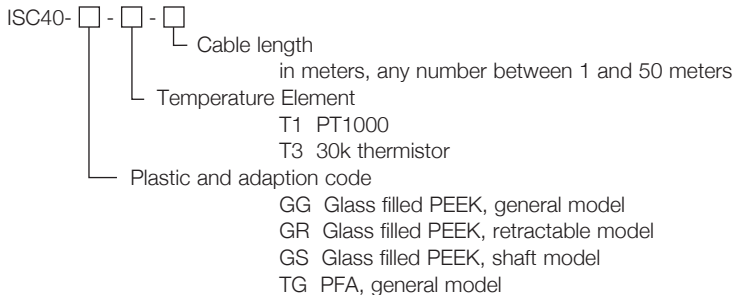 ISC40- - -
Cable length
in meters, any number between 1 and 50 meters
Temperature Element
T1 PT1000
T3 30k thermistor
Plastic and adaption code
GG Glass filled PEEK, general model
GR Glass filled PEEK, retractable model
GS Glass filled PEEK, shaft model
TG PFA, general model